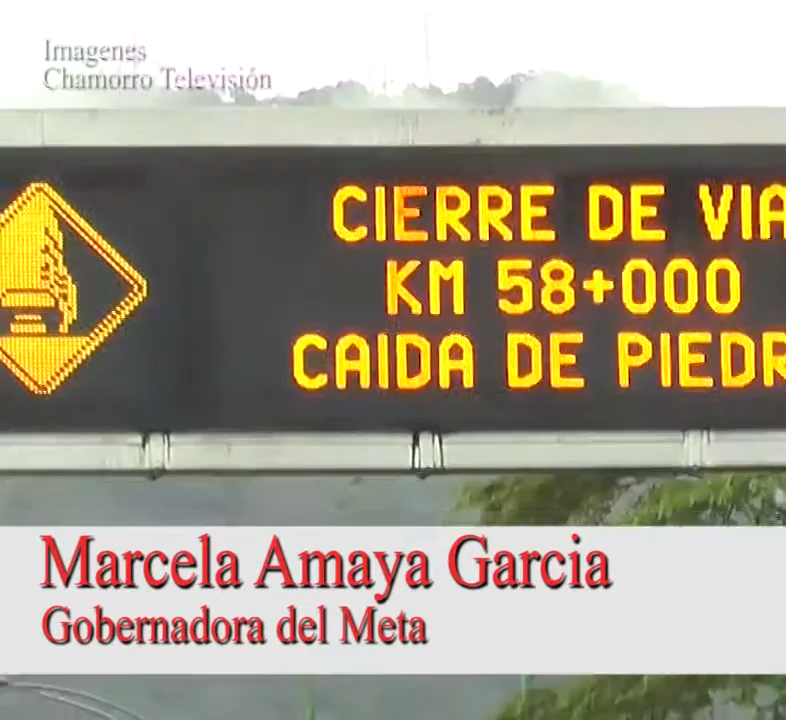 Imagenes
Chamorro Televisión
CIERRE DE VIA
KM 58+000
CAIDA DE PIEDR
Marcela Amaya Garcia
Gobernadora del Meta